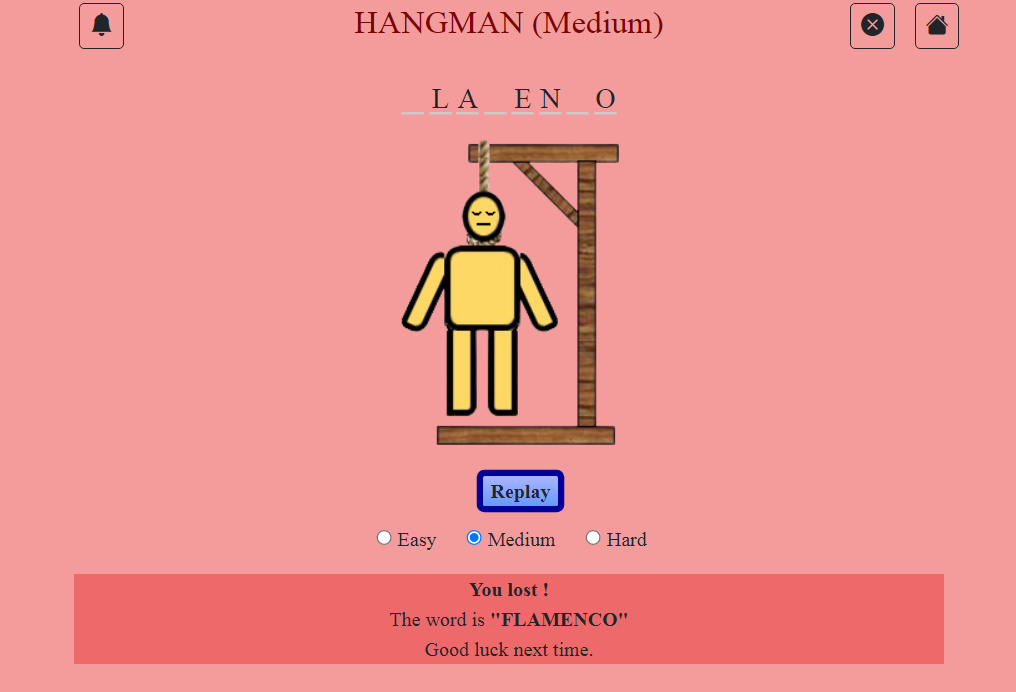 HANGMAN (Medium)
_ L A _ E N _ O
Replay
Easy Medium Hard
You lost !
The word is "FLAMENCO"
Good luck next time.